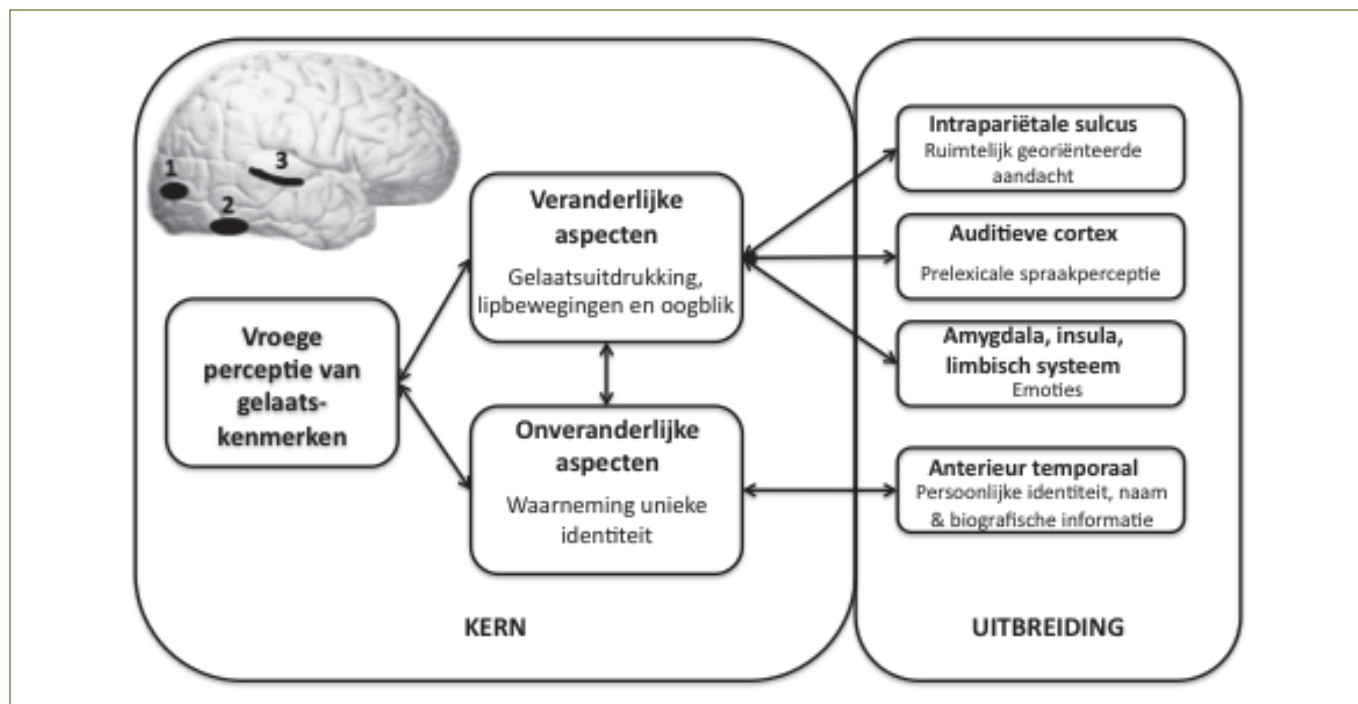 1
2
3
Vroege
perceptie van
gelaats-
kenmerken
Veranderlijke
aspecten
Gelaatsuitdrukking,
lipbewegingen en oogblik
Onveranderlijke
aspecten
Waarneming unieke
identiteit
KERN
Intrapariëtale sulcus
Ruimtelijk georiënteerde
aandacht
Auditieve cortex
Prelexicale spraakperceptie
Amygdala, insula,
limbisch systeem
Emoties
Anterieur temporaal
Persoonlijke identiteit, naam
& biografische informatie
UITBREIDING